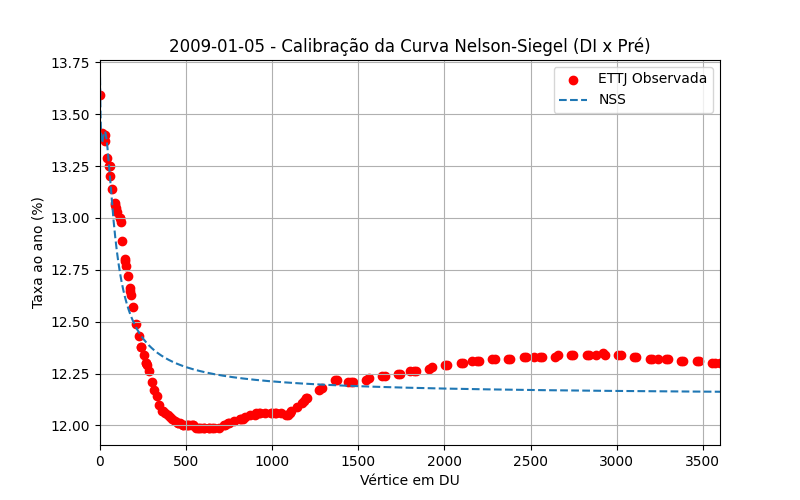 2009-01-05 - Calibração da Curva Nelson-Siegel (DI x Pré)
ETTJ Observada
NSS
Taxa ao ano (%)
13.75
13.50
13.25
13.00
12.75
12.50
12.25
12.00
0 500 1000 1500 2000 2500 3000 3500
Vértice em DU